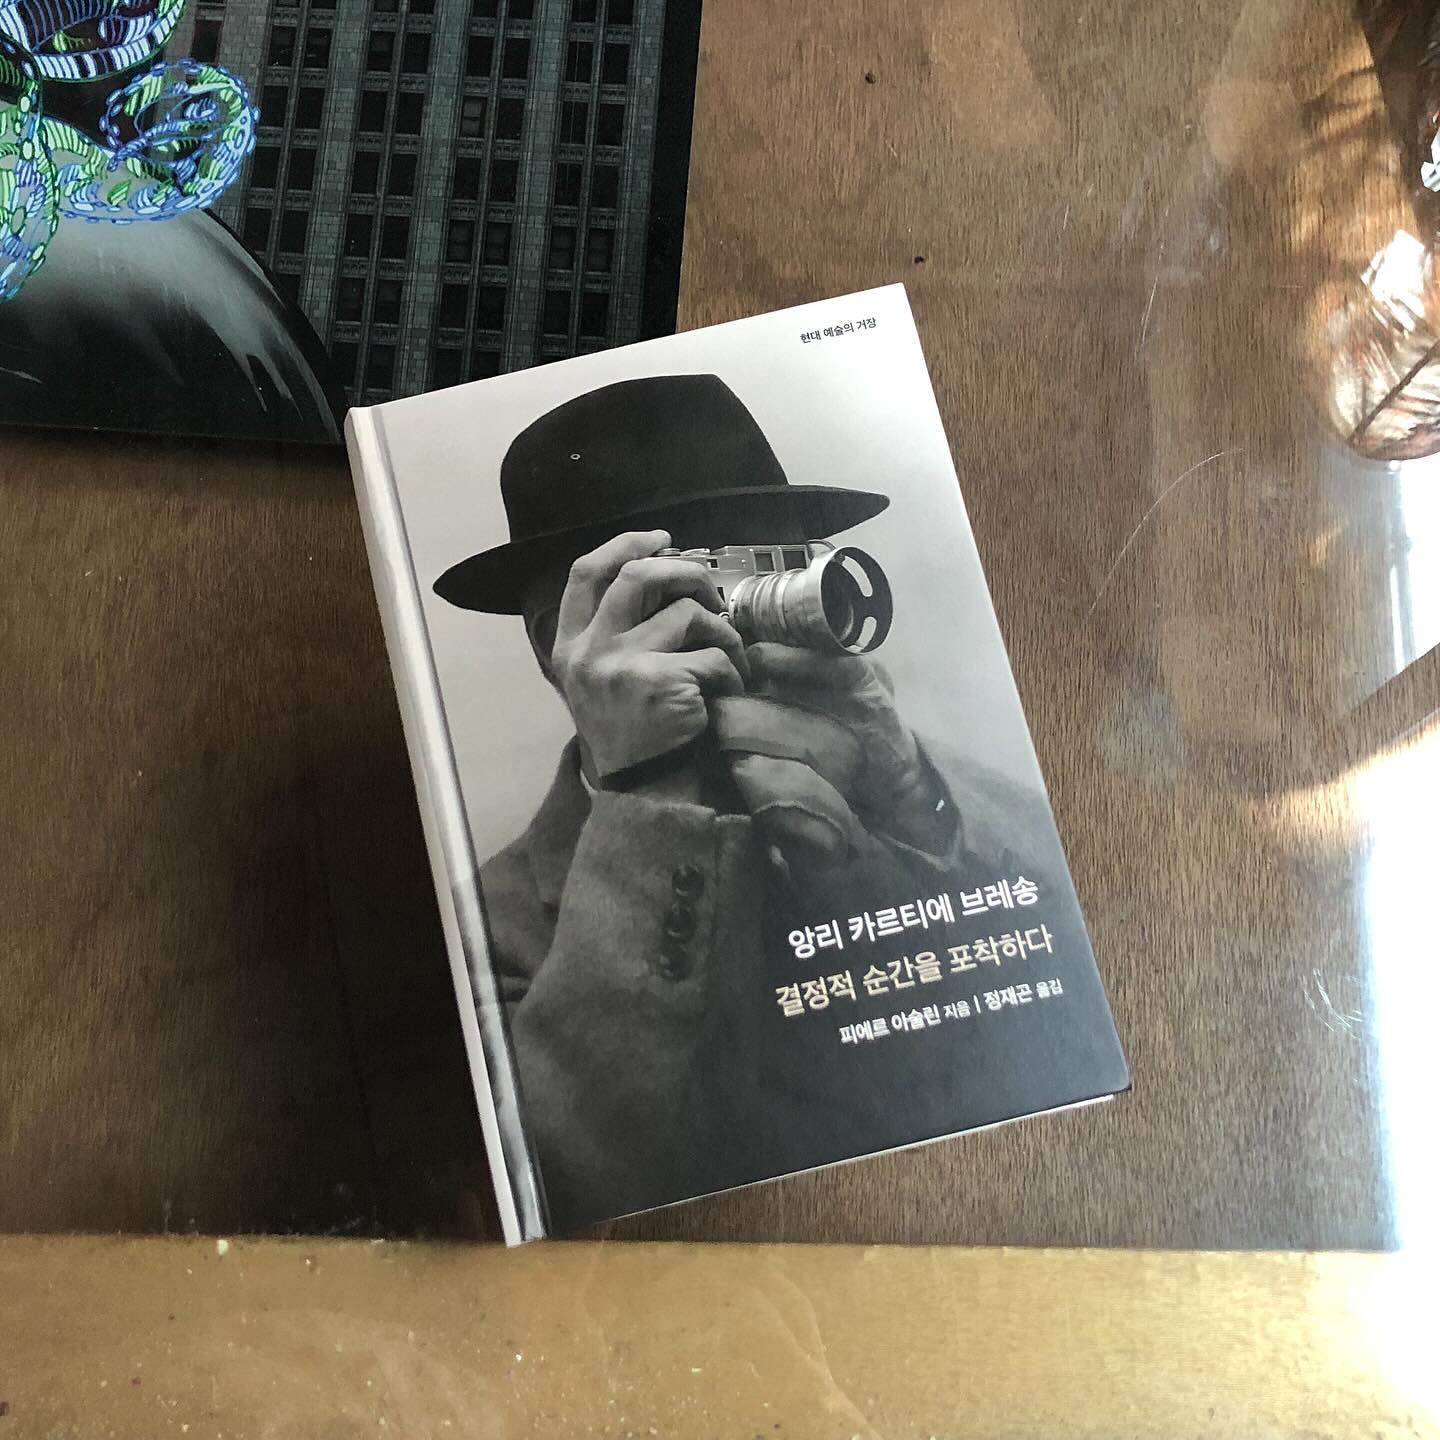 현대 예술의 거장
앙리 카르티에 브레송
결정적 순간을 포착하다
피에르 아술린 지음 | 정재곤 옮김